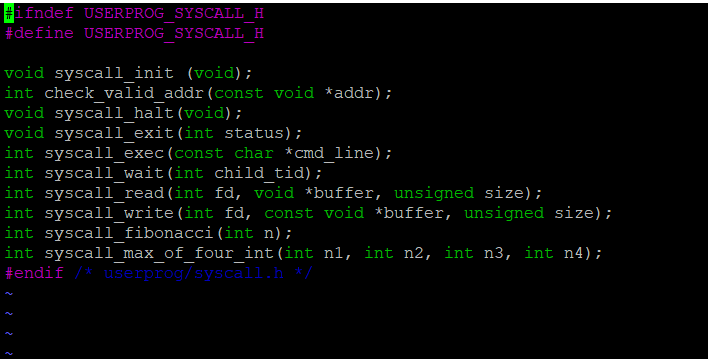 #ifndef USERPROG_SYSCALL_H
#define USERPROG_SYSCALL_H

void syscall_init (void);
int check_valid_addr(const void *addr);
void syscall_halt(void);
void syscall_exit(int status);
int syscall_exec(const char *cmd_line);
int syscall_wait(int child_tid);
int syscall_read(int fd, void *buffer, unsigned size);
int syscall_write(int fd, const void *buffer, unsigned size);
int syscall_fibonacci(int n);
int syscall_max_of_four_int(int n1, int n2, int n3, int n4);
#endif /* userprog/syscall.h */
~
~
~
~